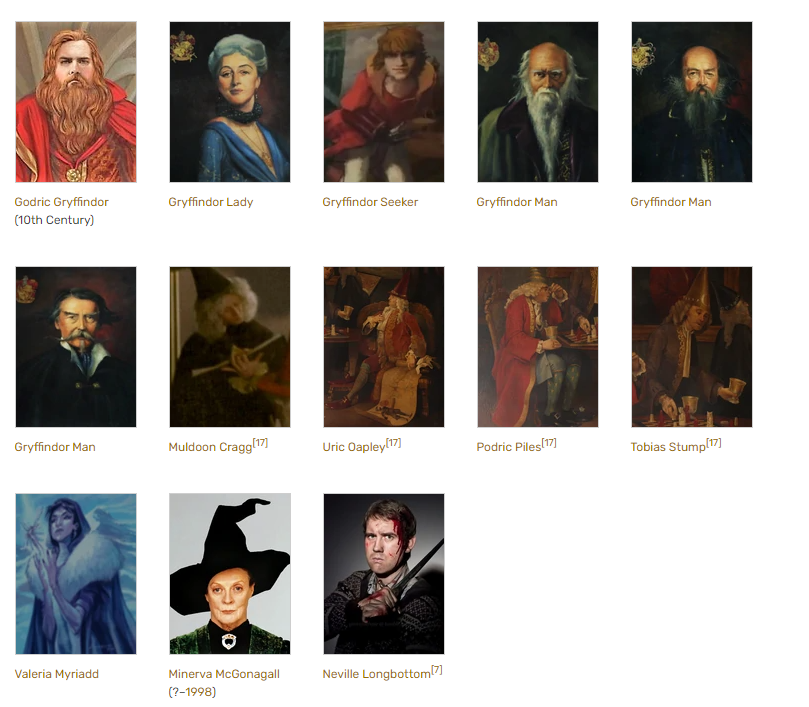 Godric Gryffindor
(10th Century)
Gryffindor Lady
Gryffindor Seeker
Gryffindor Man
Gryffindor Man
Gryffindor Man
Muldoon Cragg[17]
Uric Oapley[17]
Podric Piles[17]
Tobias Stump[17]
Valeria Myriadd
Minerva McGonagall
(?–1998)
Neville Longbottom[7]